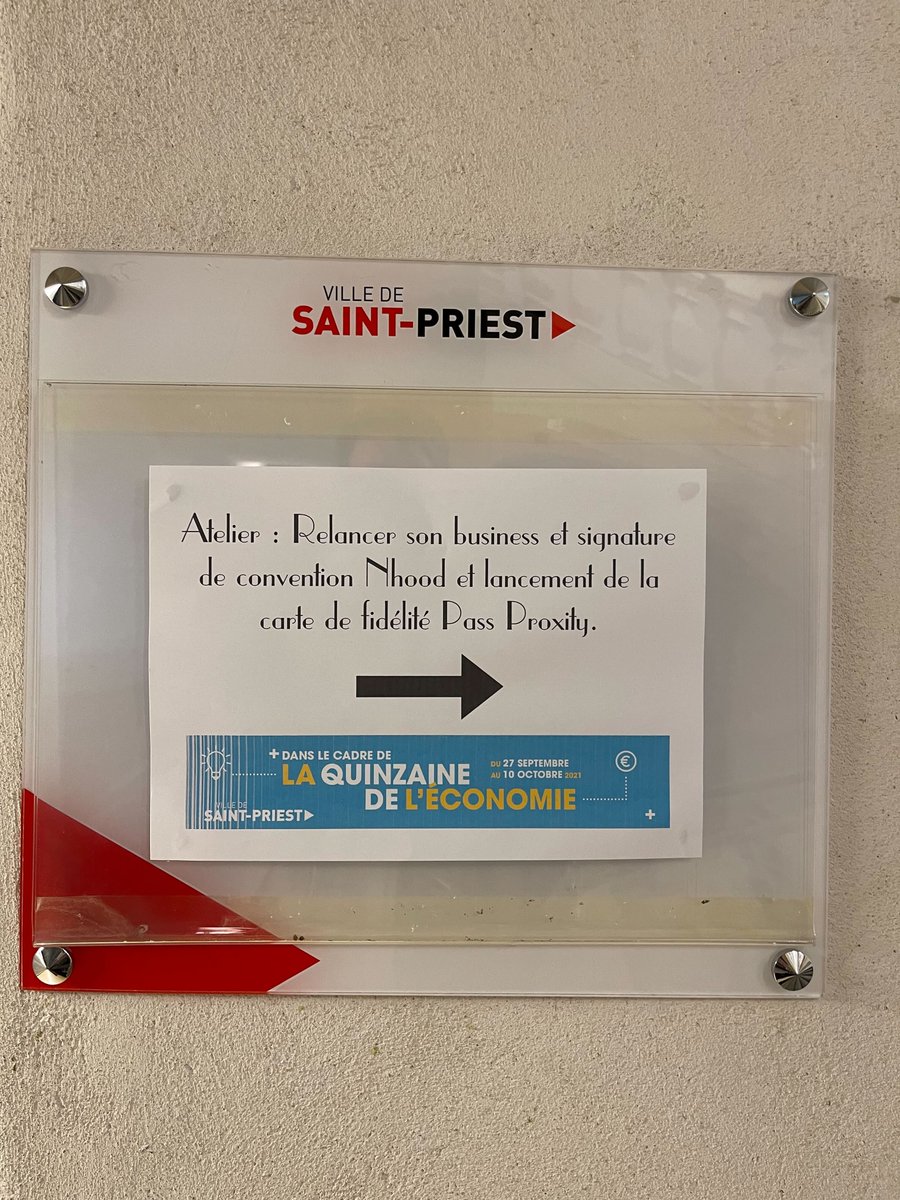 VILLE DE
SAINT-PRIEST
Atelier : Relancer son business et signature
de convention Nhood et lancement de la
carte de fidélité Pass Proxity.
DANS LE CADRE DE
LA QUINZAINE
DE L'ÉCONOMIE
DU 27 SEPTEMBRE
AU 10 OCTOBRE 2021
€
VILLE DE
SAINT-PRIEST